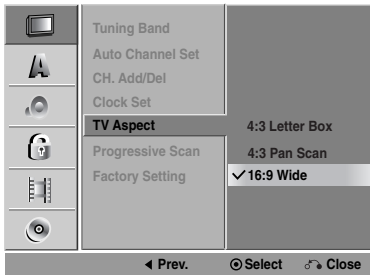 Tuning Band
Auto Channel Set
CH. Add/Del
Clock Set
TV Aspect
4:3 Letter Box
Progressive Scan
4:3 Pan Scan
Factory Setting
16:9 Wide
Prev.
Select
Close